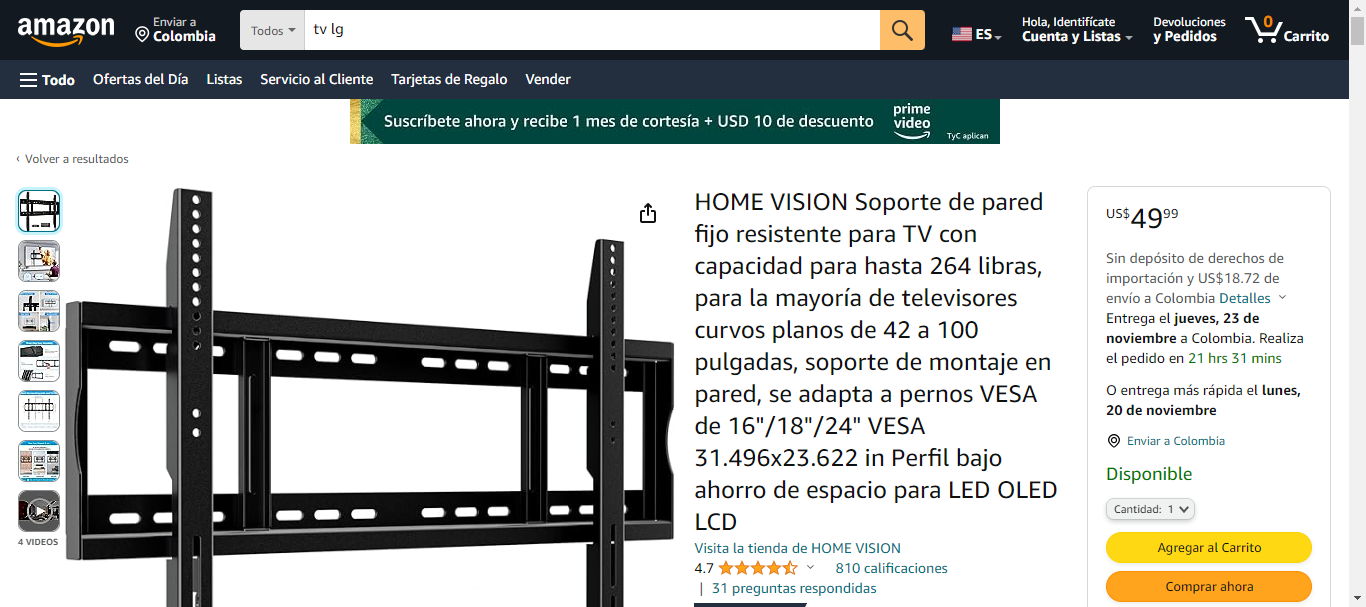 amazon
Enviar a
Colombia
Todos
tv lg
ES
Hola, Identifícate
Cuenta y Listas
Devoluciones
y Pedidos
0
Carrito
Todo
Ofertas del Día
Listas
Servicio al Cliente
Tarjetas de Regalo
Vender
Suscríbete ahora y recibe 1 mes de cortesía + USD 10 de descuento
prime
video
TyC aplican
‹ Volver a resultados
4 VIDEOS
HOME VISION Soporte de pared
fijo resistente para TV con
capacidad para hasta 264 libras,
para la mayoría de televisores
curvos planos de 42 a 100
pulgadas, soporte de montaje en
pared, se adapta a pernos VESA
de 16"/18"/24" VESA
31.496x23.622 in Perfil bajo
ahorro de espacio para LED OLED
LCD
Visita la tienda de HOME VISION
4.7
810 calificaciones
| 31 preguntas respondidas
US$4999
Sin depósito de derechos de
importación y US$18.72 de
envío a Colombia Detalles
Entrega el jueves, 23 de
noviembre a Colombia. Realiza
el pedido en 21 hrs 31 mins
O entrega más rápida el lunes,
20 de noviembre
Enviar a Colombia
Disponible
Cantidad: 1
Agregar al Carrito
Comprar ahora